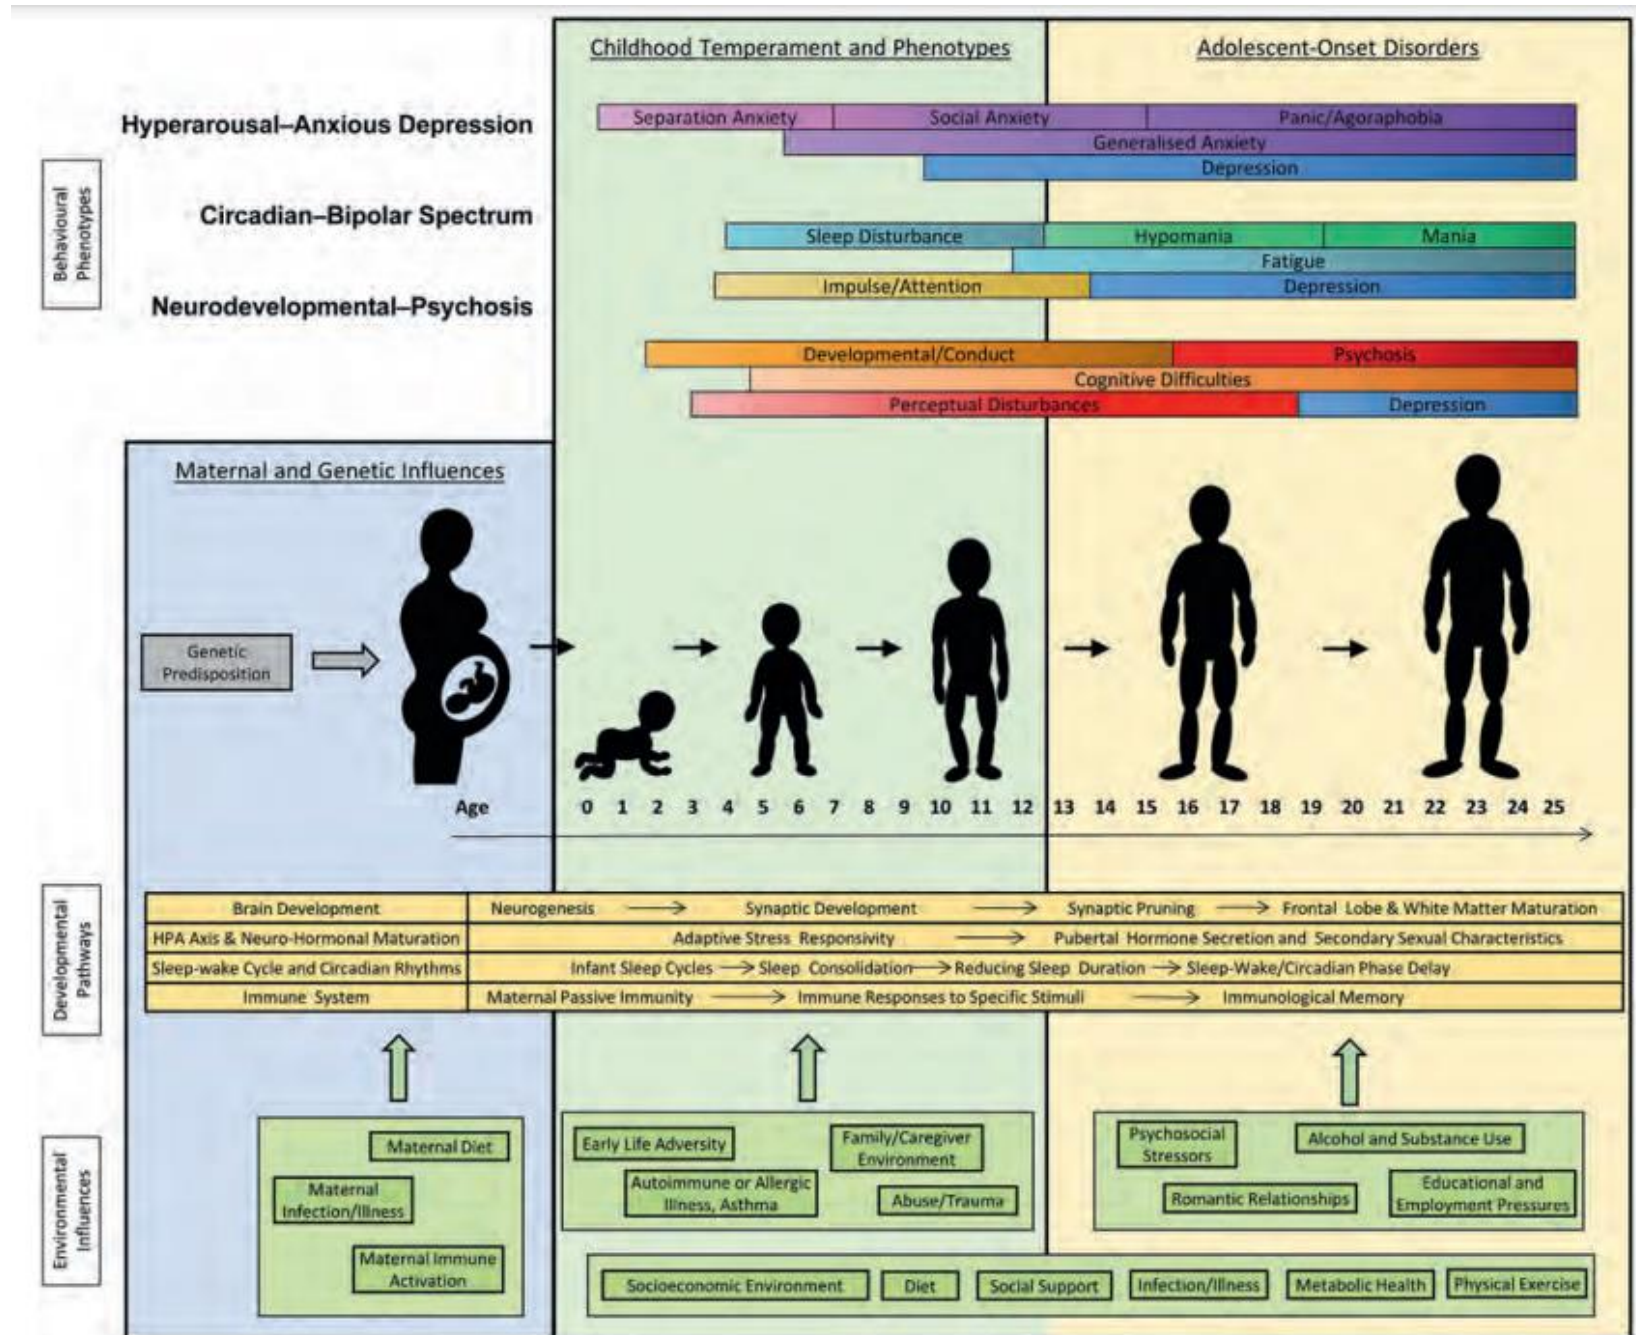 Childhood Temperament and Phenotypes
Adolescent-Onset Disorders
Behavioural
Phenotypes
Hyperarousal–Anxious Depression
Separation Anxiety
Social Anxiety
Panic/Agoraphobia
Generalised Anxiety
Depression
Circadian–Bipolar Spectrum
Sleep Disturbance
Hypomania
Mania
Fatigue
Impulse/Attention
Depression
Neurodevelopmental–Psychosis
Developmental/Conduct
Psychosis
Cognitive Difficulties
Perceptual Disturbances
Depression
Maternal and Genetic Influences
Genetic
Predisposition
Age 0 1 2 3 4 5 6 7 8 9 10 11 12 13 14 15 16 17 18 19 20 21 22 23 24 25
Developmental
Pathways
Brain Development
Neurogenesis
Synaptic Development
Synaptic Pruning
Frontal Lobe & White Matter Maturation
HPA Axis & Neuro-Hormonal Maturation
Adaptive Stress Responsivity
Pubertal Hormone Secretion and Secondary Sexual Characteristics
Sleep-wake Cycle and Circadian Rhythms
Infant Sleep Cycles
Sleep Consolidation
Reducing Sleep Duration
Sleep-Wake/Circadian Phase Delay
Immune System
Maternal Passive Immunity
Immune Responses to Specific Stimuli
Immunological Memory
Environmental
Influences
Maternal Diet
Maternal
Infection/Illness
Maternal Immune
Activation
Early Life Adversity
Family/Caregiver
Environment
Autoimmune or Allergic
Illness, Asthma
Abuse/Trauma
Psychosocial
Stressors
Alcohol and Substance Use
Romantic Relationships
Educational and
Employment Pressures
Socioeconomic Environment
Diet
Social Support
Infection/Illness
Metabolic Health
Physical Exercise